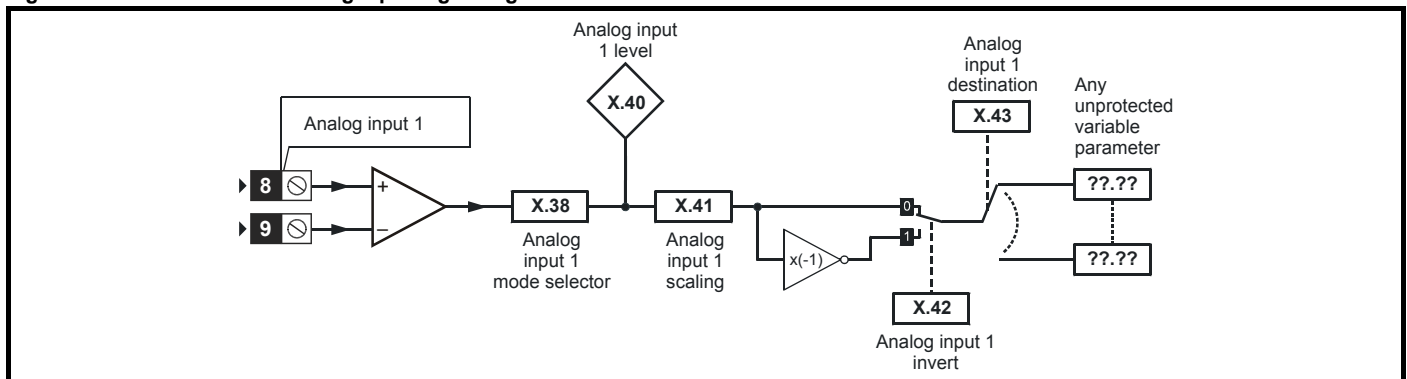 Analog input 1
8
9
+
–
X.38
Analog
input 1
mode selector
Analog input
1 level
X.40
X.41
Analog
input 1
scaling
x(-1)
0
1
X.42
Analog input 1
invert
Analog
input 1
destination
X.43
Any
unprotected
variable
parameter
??.??
??.??